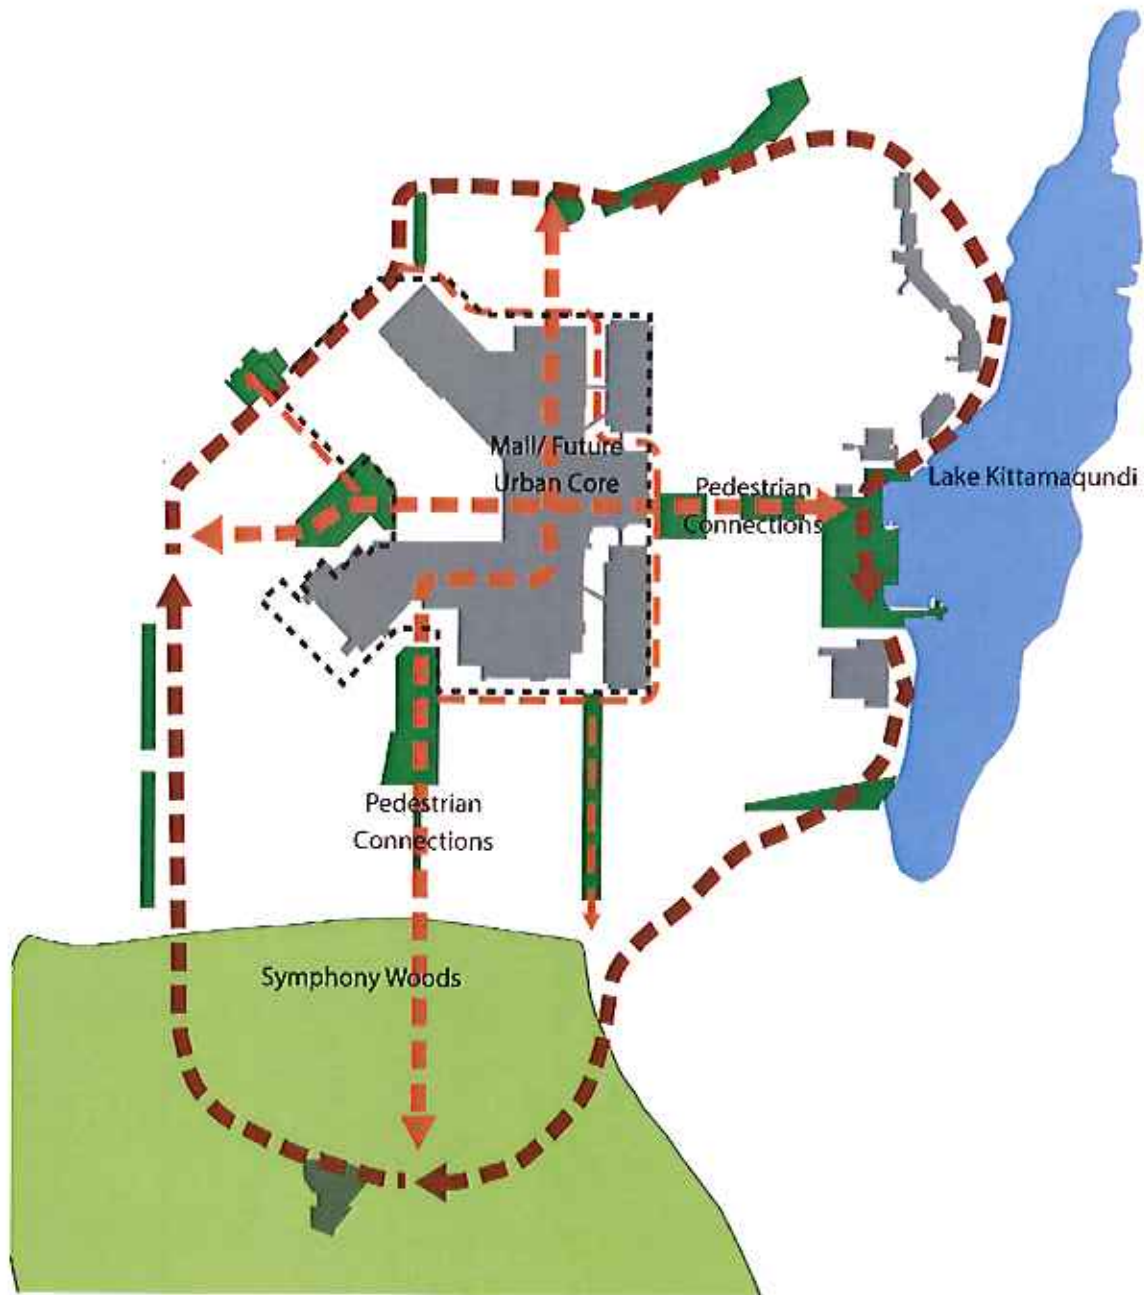 Mall/ Future
Urban Core
Pedestrian
Connections
Lake Kittamaqundi
Pedestrian
Connections
Symphony Woods